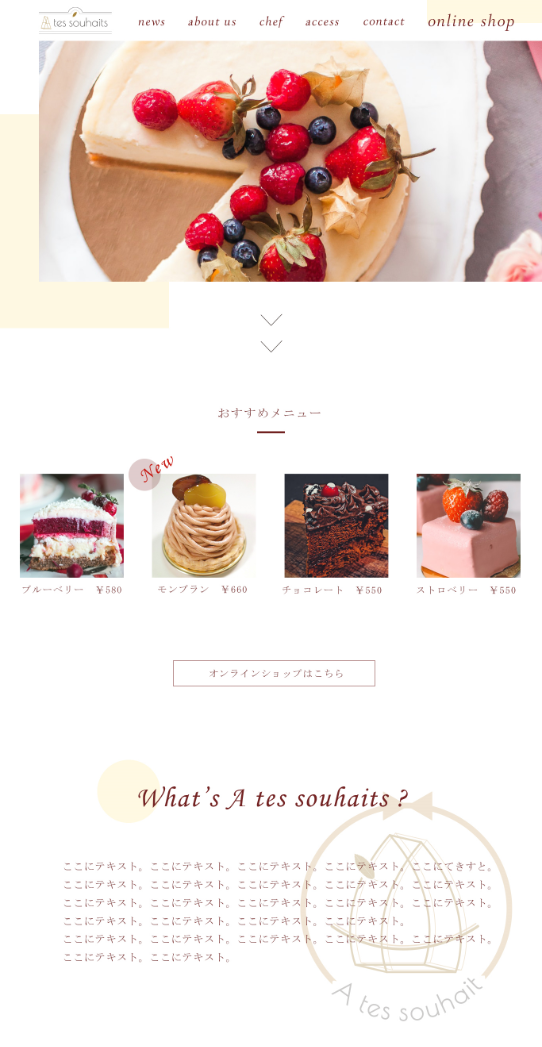 A tes souhaits
news about us chef access contact online shop
おすすめメニュー
New
ブルーベリー ¥580
モンブラン ¥660
チョコレート ¥550
ストロベリー ¥550
オンラインショップはこちら
What's A tes souhaits ?
ここにテキスト。ここにテキスト。ここにテキスト。ここにテキスト。ここにてきすと。
ここにテキスト。ここにテキスト。ここにテキスト。ここにテキスト。ここにテキスト。
ここにテキスト。ここにテキスト。ここにテキスト。ここにテキスト。ここにテキスト。
ここにテキスト。ここにテキスト。ここにテキスト。ここにテキスト。
ここにテキスト。ここにテキスト。ここにテキスト。ここにテキスト。ここにテキスト。
ここにテキスト。ここにテキスト。
A tes souhait